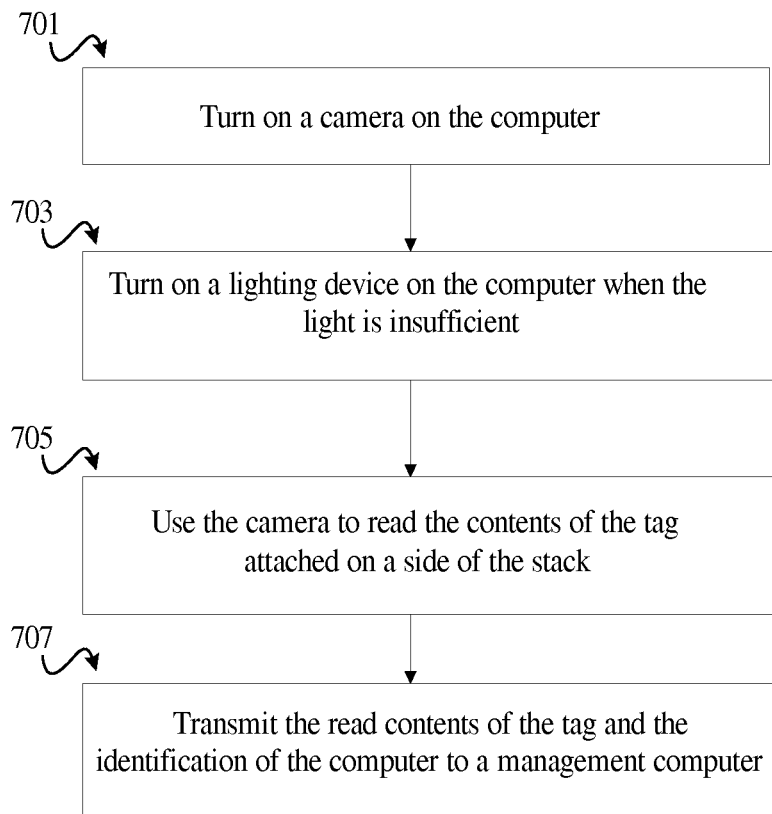 701
Turn on a camera on the computer
703
Turn on a lighting device on the computer when the
light is insufficient
705
Use the camera to read the contents of the tag
attached on a side of the stack
707
Transmit the read contents of the tag and the
identification of the computer to a management computer